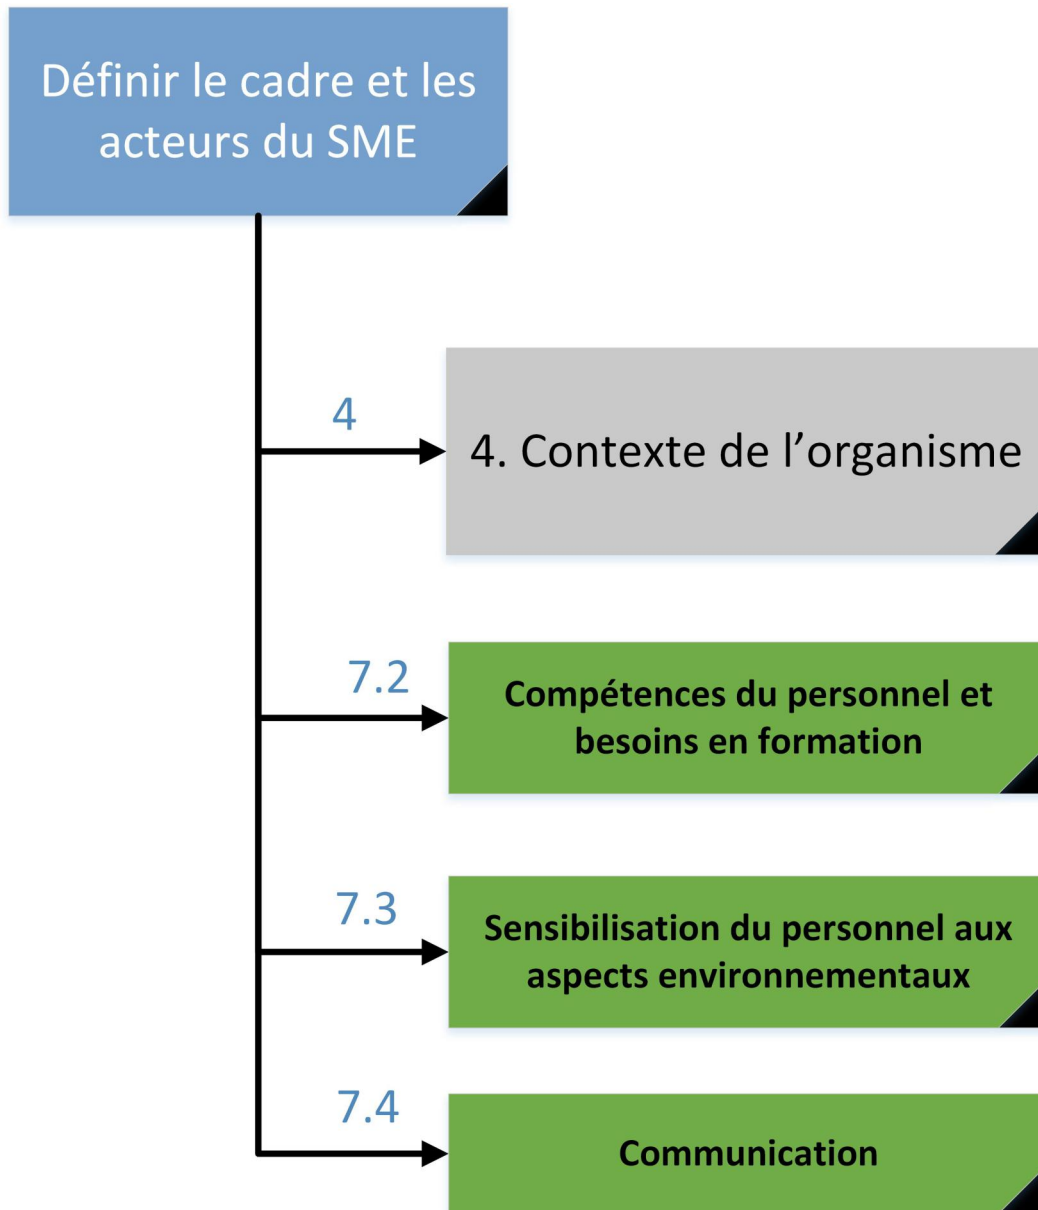 Définir le cadre et les
acteurs du SME
4
4. Contexte de l’organisme
7.2
Compétences du personnel et
besoins en formation
7.3
Sensibilisation du personnel aux
aspects environnementaux
7.4
Communication